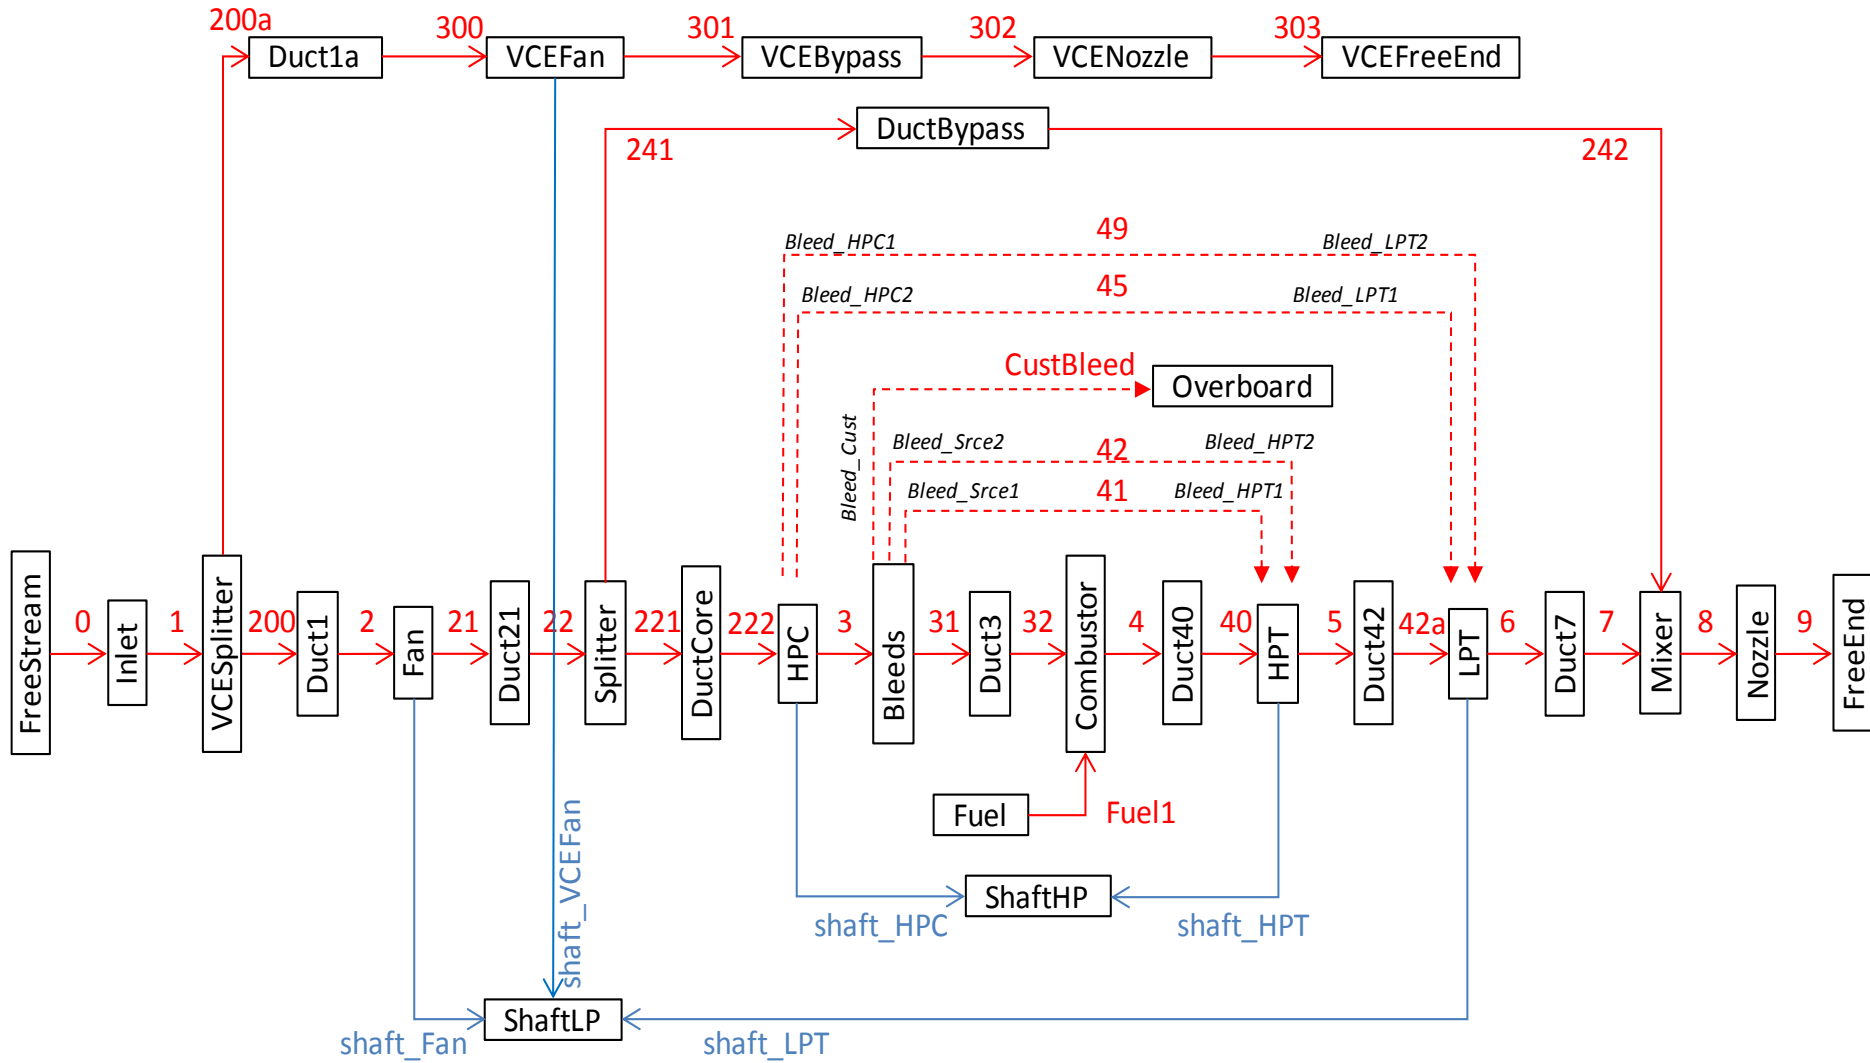 200a
300
301
302
303
Duct1a
VCEFan
VCEBypass
VCENozzle
VCEFreeEnd
DuctBypass
241
242
49
Bleed_HPC1
Bleed_LPT2
45
Bleed_HPC2
Bleed_LPT1
CustBleed
Overboard
Bleed_Cust
Bleed_Srce2
42
Bleed_HPT2
Bleed_Srce1
41
Bleed_HPT1
FreeStream
0
Inlet
1
VCESplitter
200
Duct1
2
Fan
21
Duct21
22
Splitter
221
DuctCore
222
HPC
3
Bleeds
31
Duct3
32
Combustor
4
Duct40
40
HPT
5
Duct42
42a
LPT
6
Duct7
7
Mixer
8
Nozzle
9
FreeEnd
Fuel
Fuel1
shaft_VCEFan
ShaftHP
shaft_HPC
shaft_HPT
ShaftLP
shaft_Fan
shaft_LPT